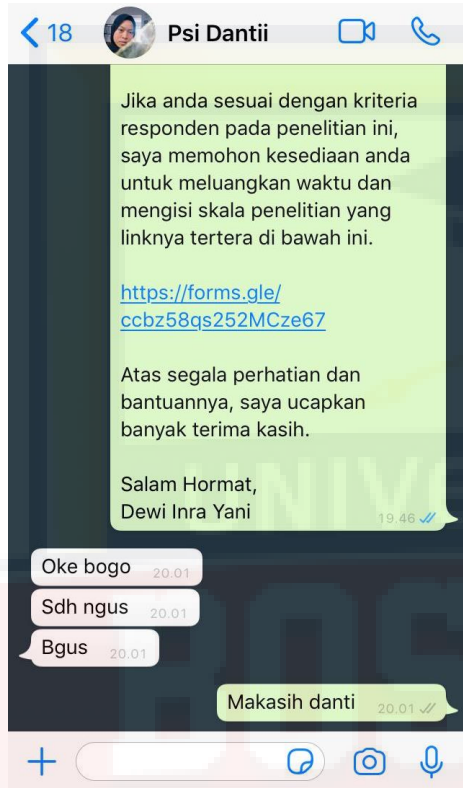 18 Psi Dantii
Jika anda sesuai dengan kriteria
responden pada penelitian ini,
saya memohon kesediaan anda
untuk meluangkan waktu dan
mengisi skala penelitian yang
linknya tertera di bawah ini.
https://forms.gle/
ccbz58qs252MCze67
Atas segala perhatian dan
bantuannya, saya ucapkan
banyak terima kasih.
Salam Hormat,
Dewi Inra Yani
19.46
Oke bogo 20.01
Sdh ngus 20.01
Bgus 20.01
Makasih danti 20.01
UNIVE
BOS